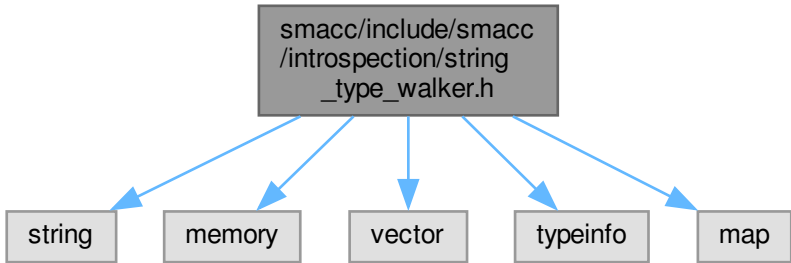 smacc/include/smacc
/introspection/string
_type_walker.h
string
memory
vector
typeinfo
map